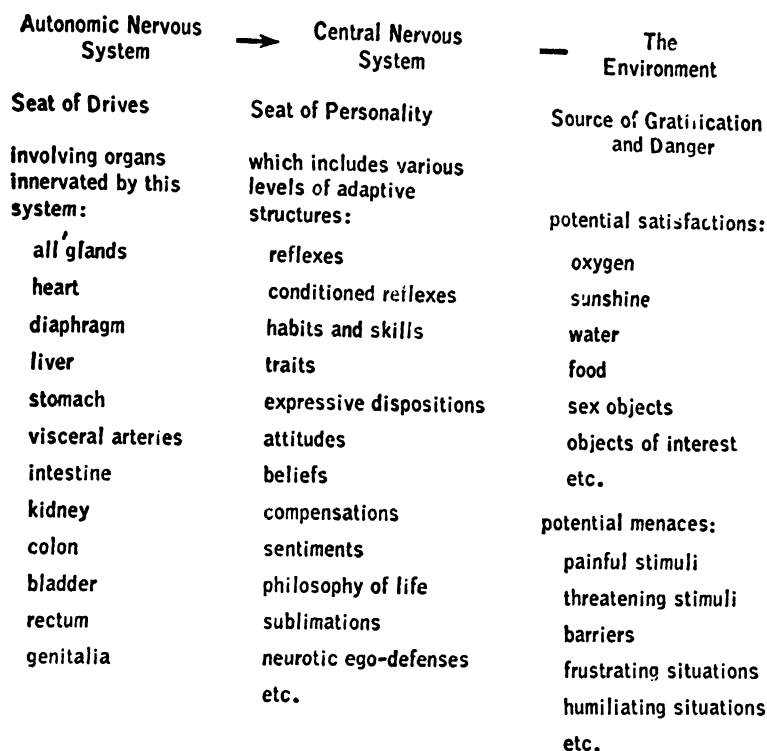 Autonomic Nervous
System
→
Central Nervous
System
—
The
Environment
Seat of Drives
involving organs
innervated by this
system:
all glands
heart
diaphragm
liver
stomach
visceral arteries
intestine
kidney
colon
bladder
rectum
genitalia
Seat of Personality
which includes various
levels of adaptive
structures:
reflexes
conditioned reflexes
habits and skills
traits
expressive dispositions
attitudes
beliefs
compensations
sentiments
philosophy of life
sublimations
neurotic ego-defenses
etc.
Source of Gratification
and Danger
potential satisfactions:
oxygen
sunshine
water
food
sex objects
objects of interest
etc.
potential menaces:
painful stimuli
threatening stimuli
barriers
frustrating situations
humiliating situations
etc.